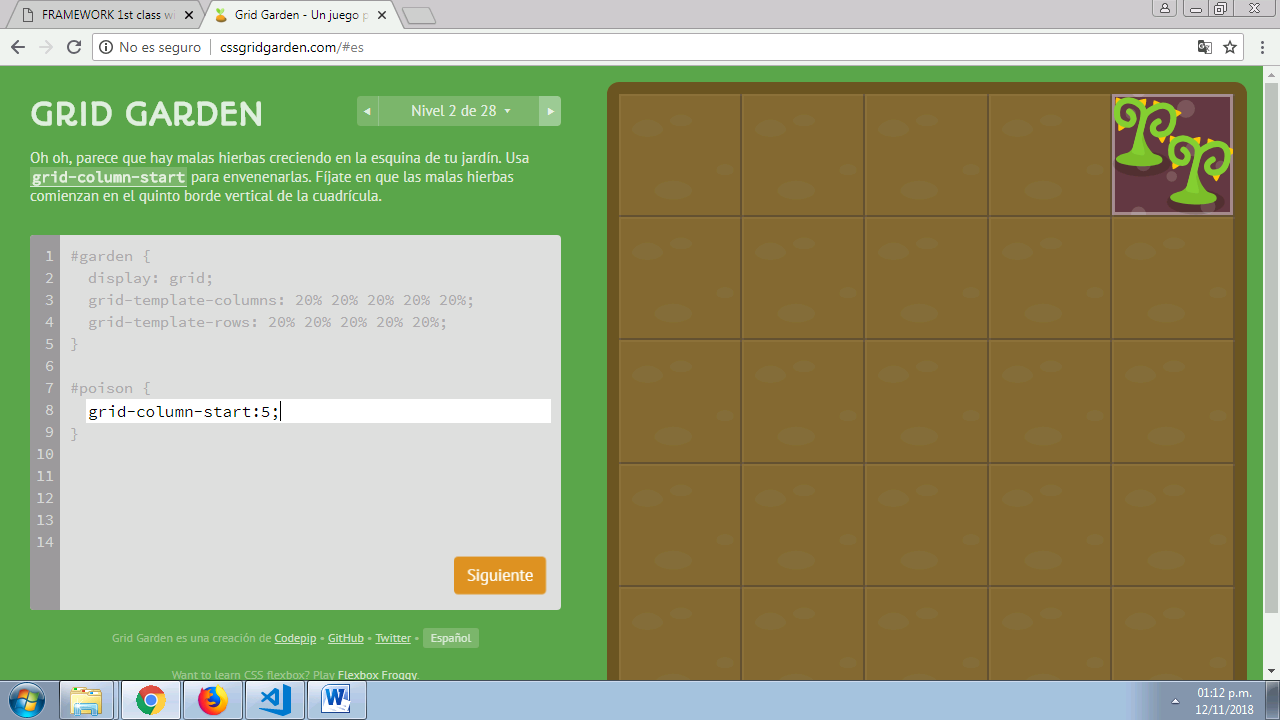 FRAMEWORK 1st class w
Grid Garden - Un juego p
No es seguro
cssgridgarden.com/#es
GRID GARDEN
Nivel 2 de 28
Oh oh, parece que hay malas hierbas creciendo en la esquina de tu jardín. Usa
grid-column-start para envenenarlas. Fíjate en que las malas hierbas
comienzan en el quinto borde vertical de la cuadrícula.
1 #garden {
2 display: grid;
3 grid-template-columns: 20% 20% 20% 20% 20%;
4 grid-template-rows: 20% 20% 20% 20% 20%;
5 }
6
7 #poison {
8 grid-column-start:5;
9 }
10
11
12
13
14
Siguiente
Grid Garden es una creación de Codepip • GitHub • Twitter • Español
Want to learn CSS flexbox? Play Flexbox Froggy.
01:12 p.m.
12/11/2018